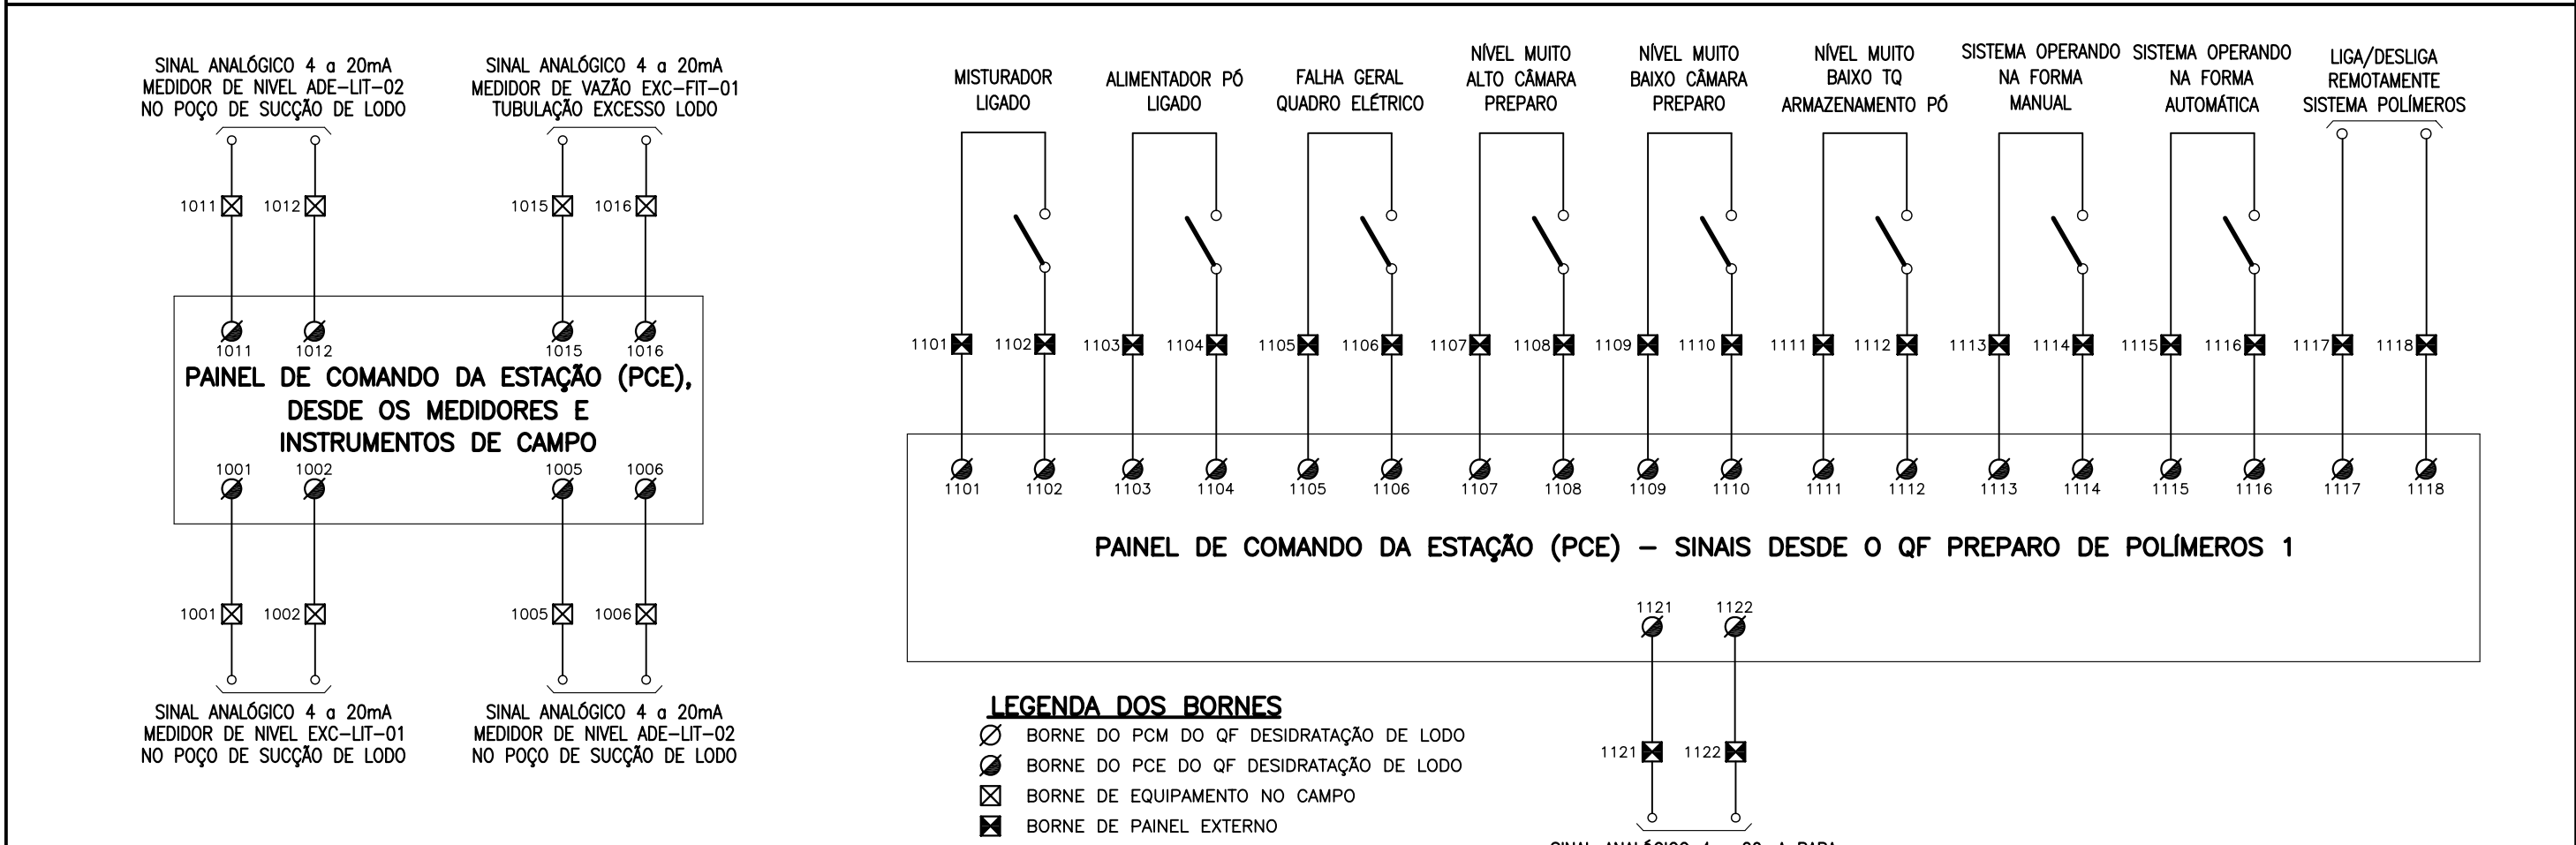 SINAL ANALÓGICO 4 a 20mA
MEDIDOR DE NIVEL ADE-LIT-02
NO POÇO DE SUCÇÃO DE LODO
SINAL ANALÓGICO 4 a 20mA
MEDIDOR DE VAZÃO EXC-FIT-01
TUBULAÇÃO EXCESSO LODO
1011 1012 1015 1016
1011 1012 1015 1016
PAINEL DE COMANDO DA ESTAÇÃO (PCE),
DESDE OS MEDIDORES E
INSTRUMENTOS DE CAMPO
1001 1002 1005 1006
1001 1002 1005 1006
SINAL ANALÓGICO 4 a 20mA
MEDIDOR DE NIVEL EXC-LIT-01
NO POÇO DE SUCÇÃO DE LODO
SINAL ANALÓGICO 4 a 20mA
MEDIDOR DE NIVEL ADE-LIT-02
NO POÇO DE SUCÇÃO DE LODO
MISTURADOR
LIGADO
ALIMENTADOR PÓ
LIGADO
FALHA GERAL
QUADRO ELÉTRICO
NÍVEL MUITO
ALTO CÂMARA
PREPARO
NÍVEL MUITO
BAIXO CÂMARA
PREPARO
NÍVEL MUITO
BAIXO TQ
ARMAZENAMENTO PÓ
SISTEMA OPERANDO
NA FORMA
MANUAL
SISTEMA OPERANDO
NA FORMA
AUTOMÁTICA
LIGA/DESLIGA
REMOTAMENTE
SISTEMA POLÍMEROS
1101 1102 1103 1104 1105 1106 1107 1108 1109 1110 1111 1112 1113 1114 1115 1116 1117 1118
1101 1102 1103 1104 1105 1106 1107 1108 1109 1110 1111 1112 1113 1114 1115 1116 1117 1118
PAINEL DE COMANDO DA ESTAÇÃO (PCE) - SINAIS DESDE O QF PREPARO DE POLÍMEROS 1
1121 1122
1121 1122
LEGENDA DOS BORNES
BORNE DO PCM DO QF DESIDRATAÇÃO DE LODO
BORNE DO PCE DO QF DESIDRATAÇÃO DE LODO
BORNE DE EQUIPAMENTO NO CAMPO
BORNE DE PAINEL EXTERNO